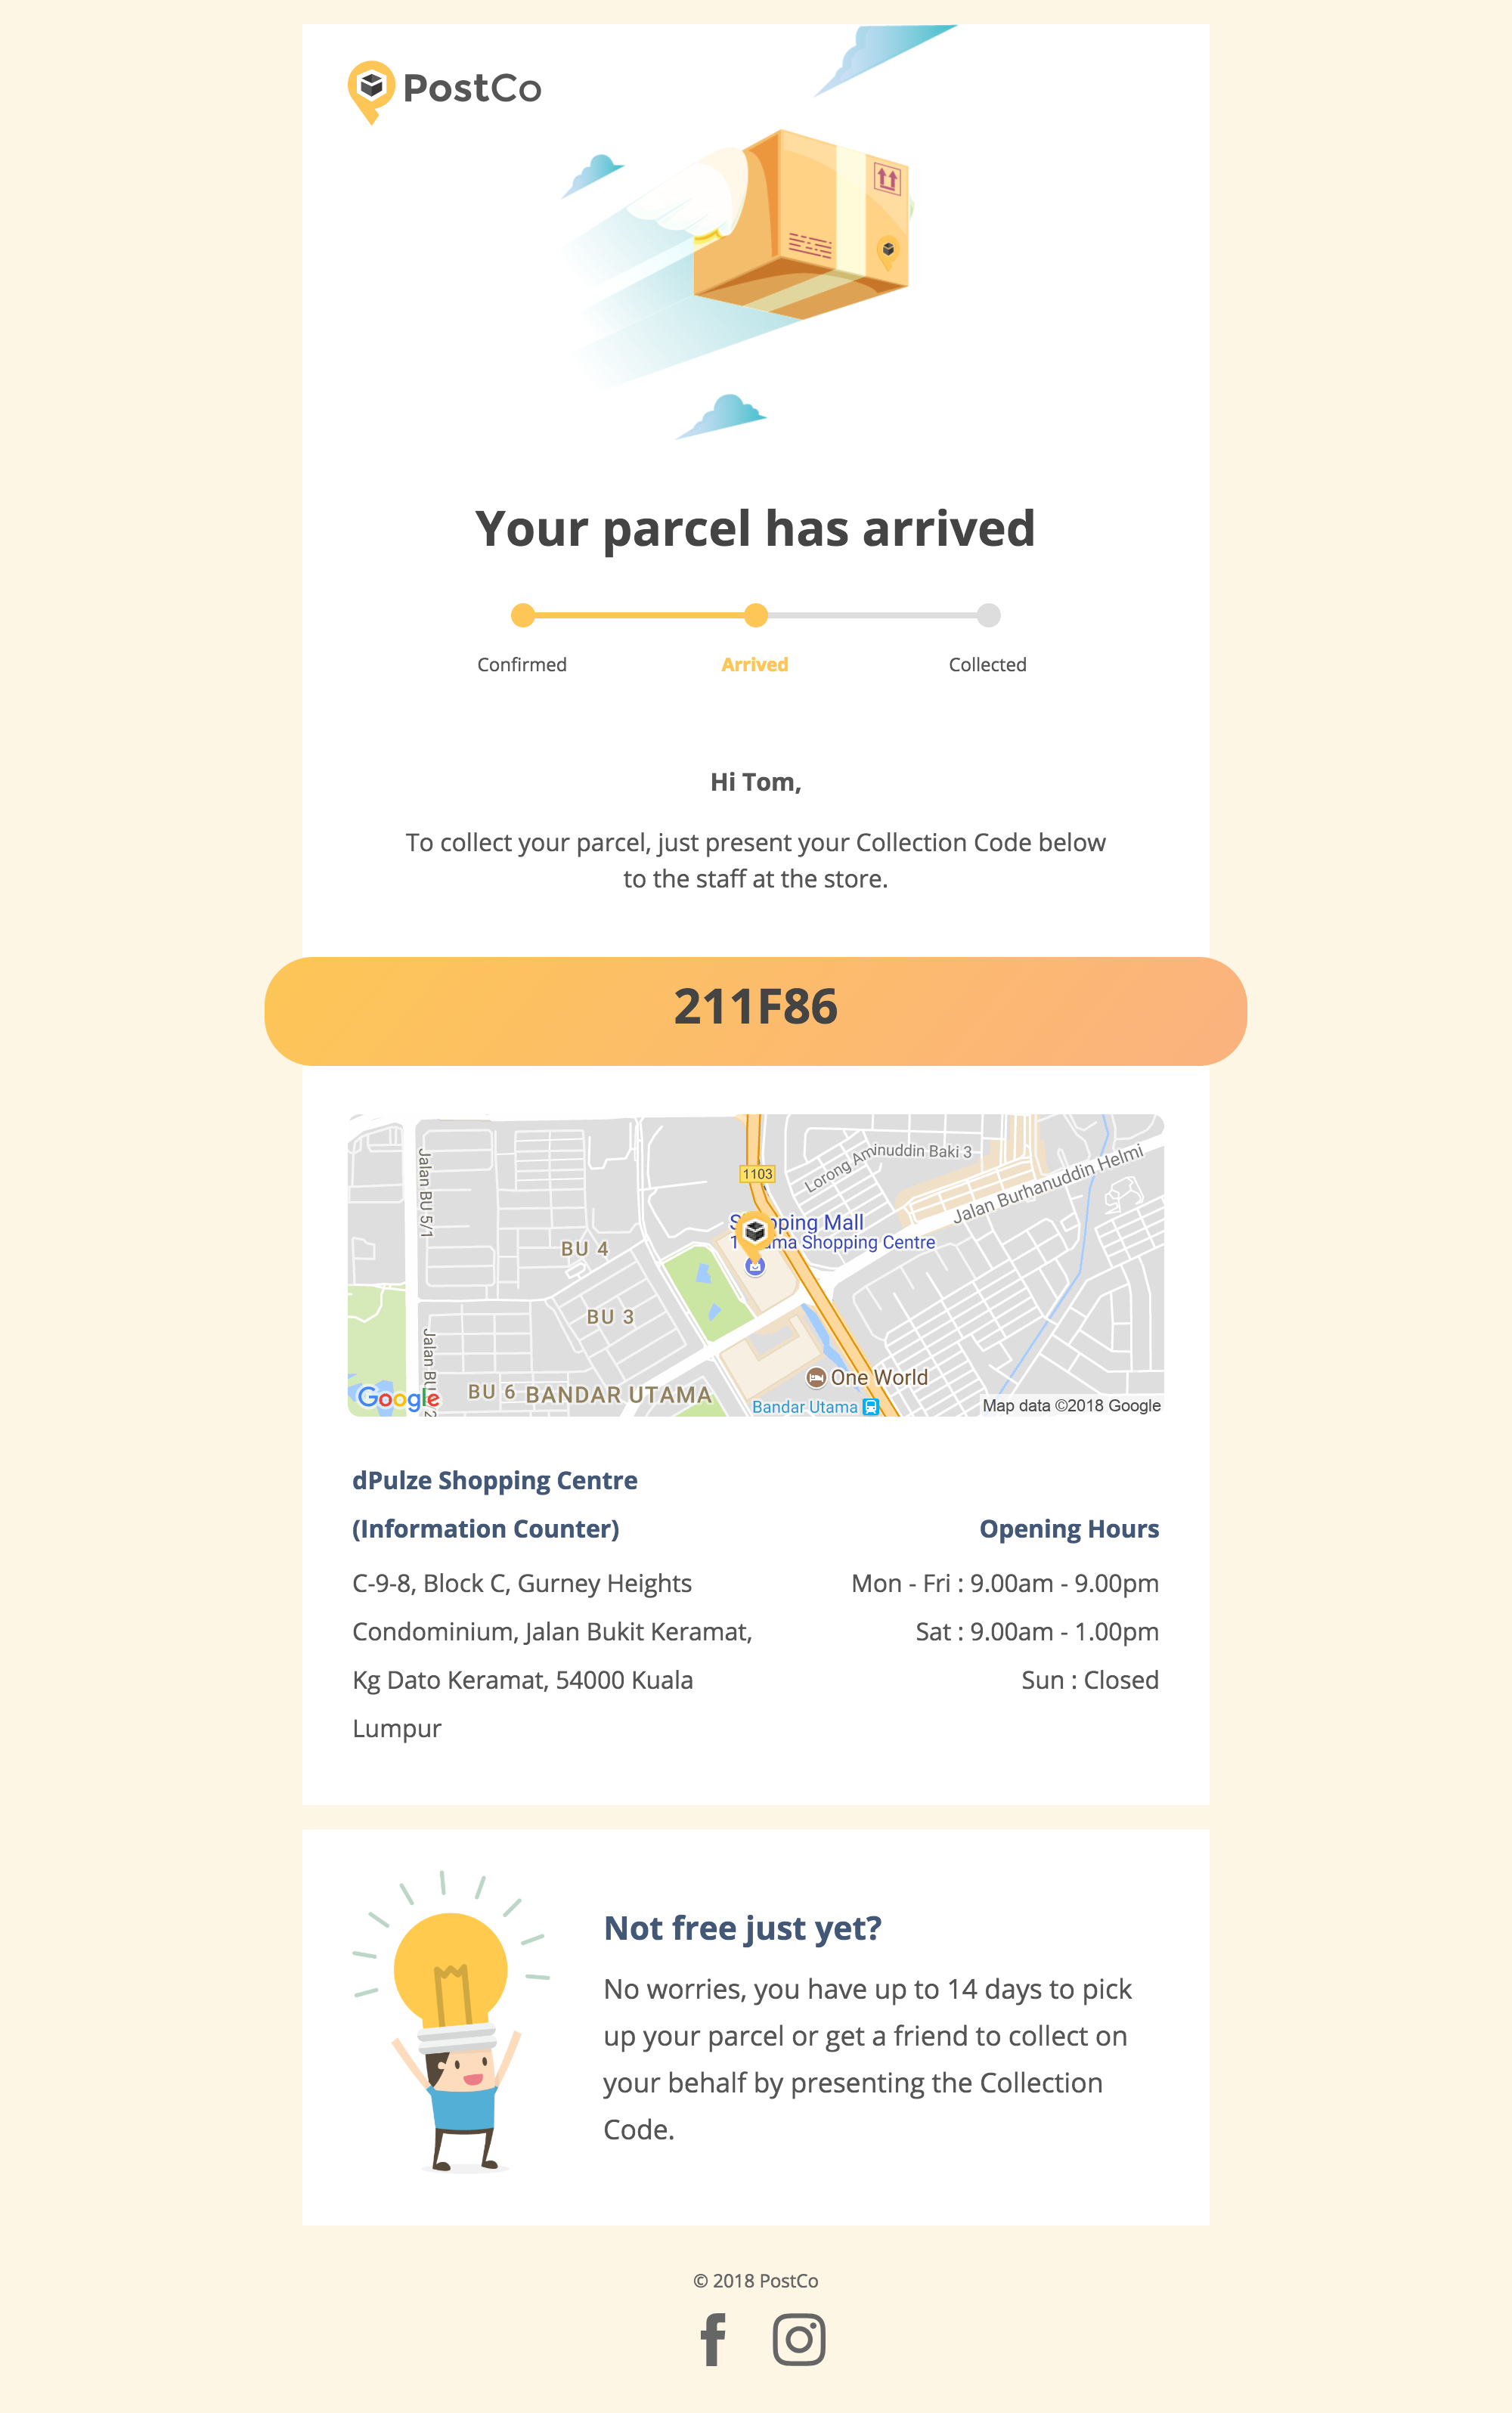 PostCo
Your parcel has arrived
Confirmed
Arrived
Collected
Hi Tom,
To collect your parcel, just present your Collection Code below
to the staff at the store.
211F86
Jalan BU 5/1
1103
Lorong Aminuddin Baki 3
Jalan Burhanuddin Helmi
Shopping Mall
1 Utama Shopping Centre
BU 4
BU 3
Jalan BU
BU 6
BANDAR UTAMA
One World
Bandar Utama
Google
Map data ©2018 Google
dPulze Shopping Centre
(Information Counter)
C-9-8, Block C, Gurney Heights
Condominium, Jalan Bukit Keramat,
Kg Dato Keramat, 54000 Kuala
Lumpur
Opening Hours
Mon - Fri : 9.00am - 9.00pm
Sat : 9.00am - 1.00pm
Sun : Closed
Not free just yet?
No worries, you have up to 14 days to pick
up your parcel or get a friend to collect on
your behalf by presenting the Collection
Code.
© 2018 PostCo